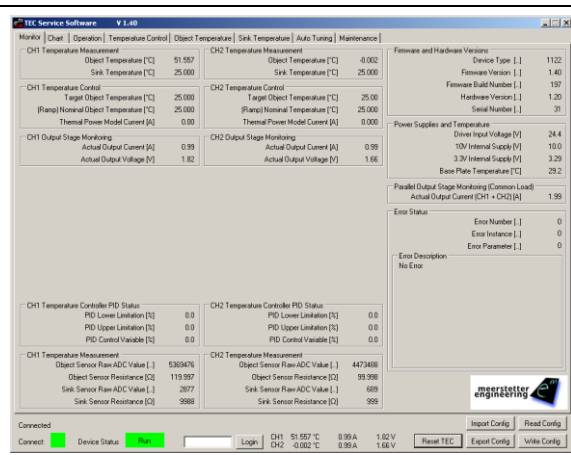 TEC Service Software V 1.40
Monitor Chart Operation Temperature Control Object Temperature Sink Temperature Auto Tuning Maintenance
CH1 Temperature Measurement
Object Temperature [°C] 51.557
Sink Temperature [°C] 25.000
CH1 Temperature Control
Target Object Temperature [°C] 25.000
(Ramp) Nominal Object Temperature [°C] 25.000
Thermal Power Model Current [A] 0.00
CH1 Output Stage Monitoring
Actual Output Current [A] 0.99
Actual Output Voltage [V] 1.82
CH1 Temperature Controller PID Status
PID Lower Limitation [%] 0.0
PID Upper Limitation [%] 0.0
PID Control Variable [%] 0.0
CH1 Temperature Measurement
Object Sensor Raw ADC Value [..] 5369476
Object Sensor Resistance [Ω] 119.997
Sink Sensor Raw ADC Value [..] 2877
Sink Sensor Resistance [Ω] 9988
CH2 Temperature Measurement
Object Temperature [°C] -0.002
Sink Temperature [°C] 25.000
CH2 Temperature Control
Target Object Temperature [°C] 25.00
(Ramp) Nominal Temperature [°C] 25.000
Thermal Power Model Current [A] 0.000
CH2 Output Stage Monitoring
Actual Output Current [A] 0.99
Actual Output Voltage [V] 1.66
CH2 Temperature Controller PID Status
PID Lower Limitation [%] 0.0
PID Upper Limitation [%] 0.0
PID Control Variable [%] 0.0
CH2 Temperature Measurement
Object Sensor Raw ADC Value [..] 4473488
Object Sensor Resistance [Ω] 99.998
Sink Sensor Raw ADC Value [..] 689
Sink Sensor Resistance [Ω] 999
Firmware and Hardware Versions
Device Type [..] 1122
Firmware Version [..] 1.40
Firmware Build Number [..] 197
Hardware Version [..] 1.20
Serial Number [..] 31
Power Supplies and Temperature
Driver Input Voltage [V] 24.4
10V Internal Supply [V] 10.0
3.3V Internal Supply [V] 3.29
Base Plate Temperature [°C] 29.2
Parallel Output Stage Monitoring (Common Load)
Actual Output Current (CH1 + CH2) [A] 1.99
Error Status
Error Number [..] 0
Error Instance [..] 0
Error Parameter [..] 0
Error Description
No Error
meerstetter
engineering
Connected
Connect Device Status Run Login
CH1 51.557 °C 0.99 A 1.82 V
CH2 -0.002 °C 0.99 A 1.66 V
Reset TEC
Import Config Read Config
Export Config Write Config